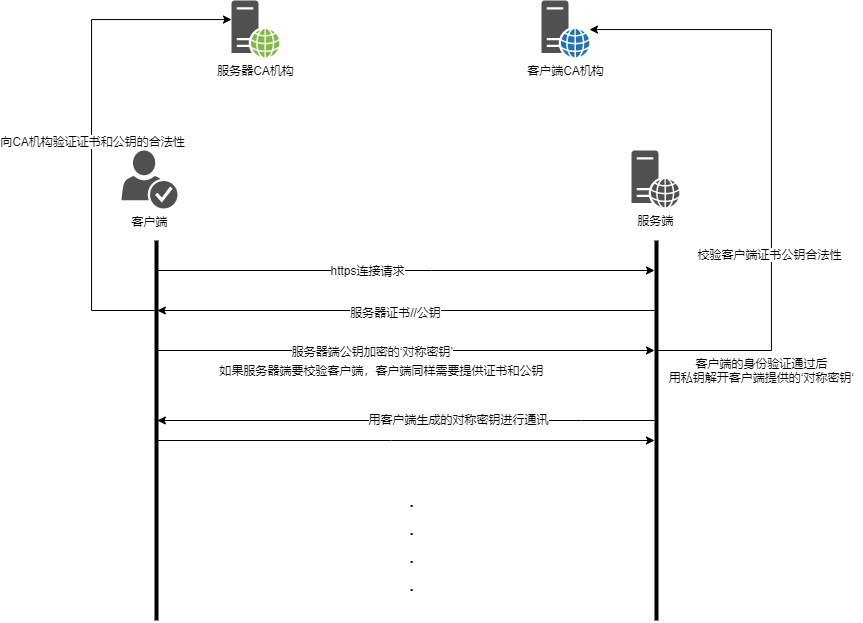 服务器CA机构
客户端CA机构
向CA机构验证证书和公钥的合法性
客户端
服务端
校验客户端证书公钥合法性
https连接请求
服务器证书//公钥
服务器端公钥加密的'对称密钥'
如果服务器端要校验客户端，客户端同样需要提供证书和公钥
客户端的身份验证通过后
用私钥解开客户端提供的'对称密钥'
用客户端生成的对称密钥进行通讯
.
.
.
.